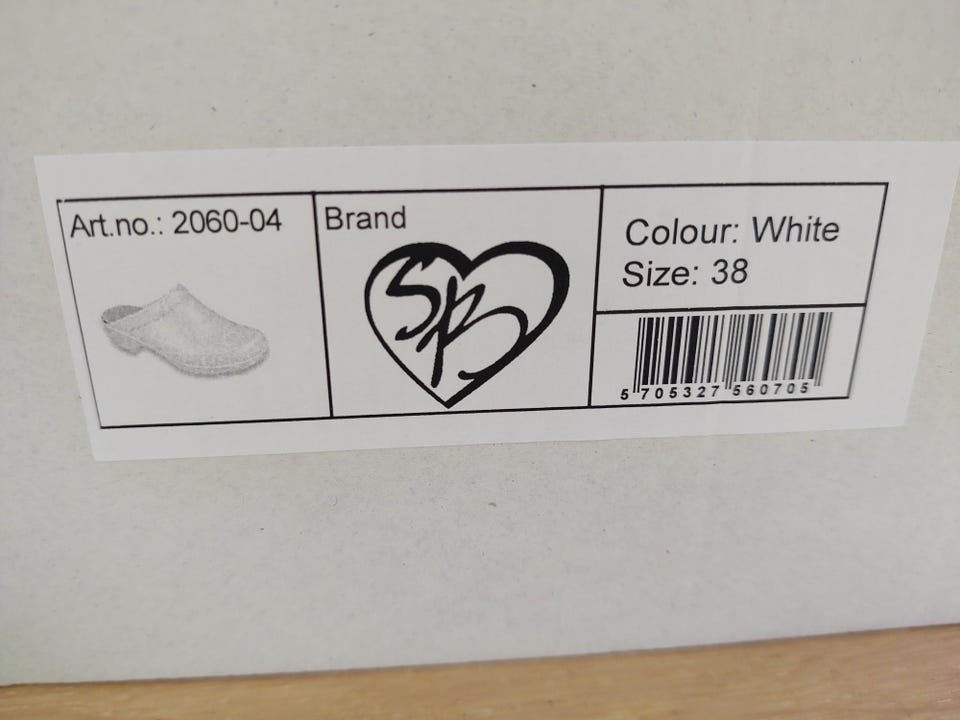 Art.no.: 2060-04
Brand
SB
Colour: White
Size: 38
5 705327 560705